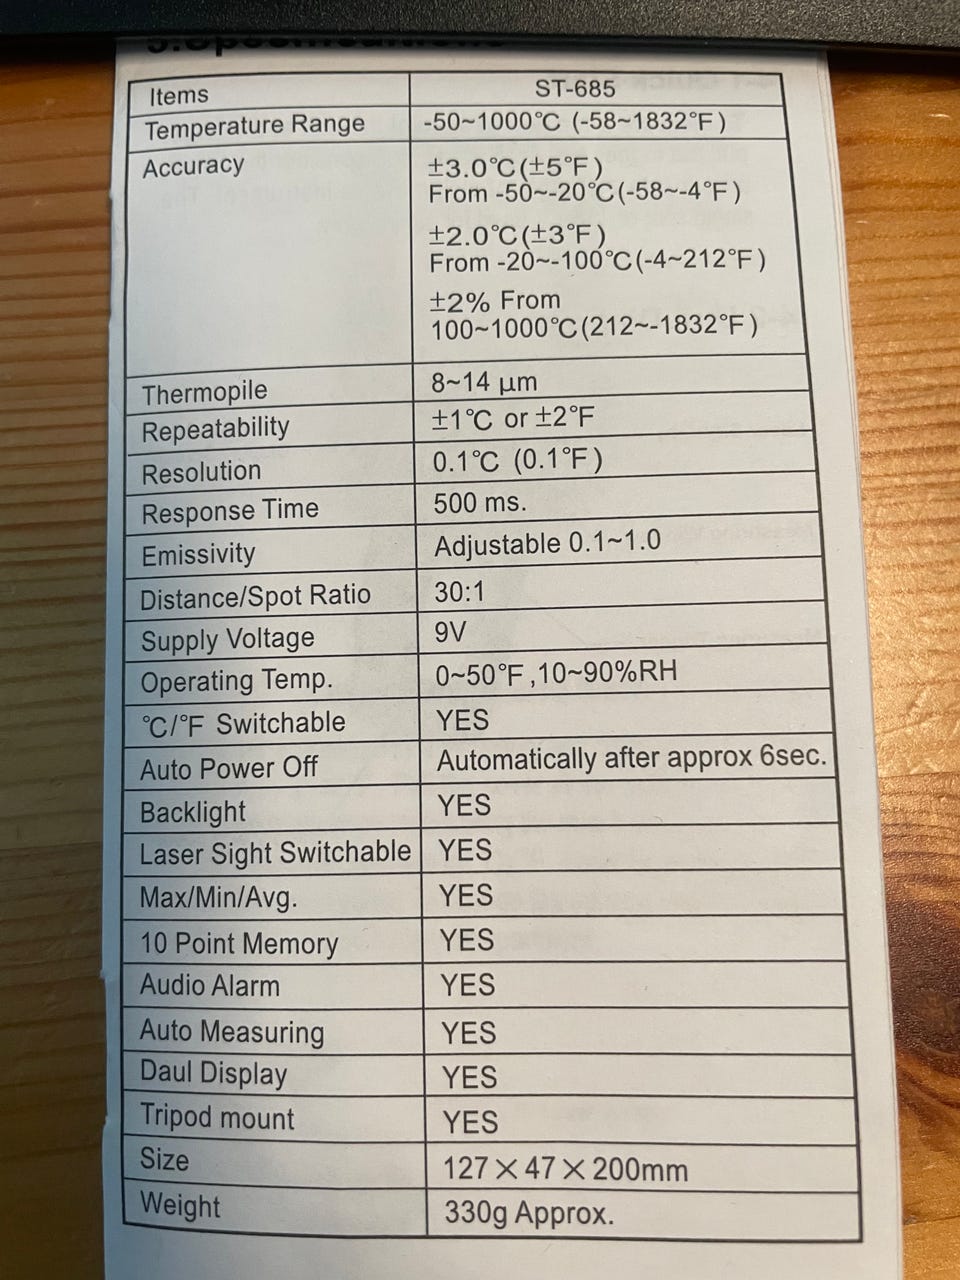 5.Specifications
Items ST-685
Temperature Range -50~1000℃ (-58~1832℉)
Accuracy ±3.0℃(±5℉)
From -50~-20℃(-58~-4℉)
±2.0℃(±3℉)
From -20~-100℃(-4~212℉)
±2% From
100~1000℃(212~-1832℉)
Thermopile 8~14 μm
Repeatability ±1℃ or ±2℉
Resolution 0.1℃ (0.1℉)
Response Time 500 ms.
Emissivity Adjustable 0.1~1.0
Distance/Spot Ratio 30:1
Supply Voltage 9V
Operating Temp. 0~50℉,10~90%RH
℃/℉ Switchable YES
Auto Power Off Automatically after approx 6sec.
Backlight YES
Laser Sight Switchable YES
Max/Min/Avg. YES
10 Point Memory YES
Audio Alarm YES
Auto Measuring YES
Daul Display YES
Tripod mount YES
Size 127×47×200mm
Weight 330g Approx.